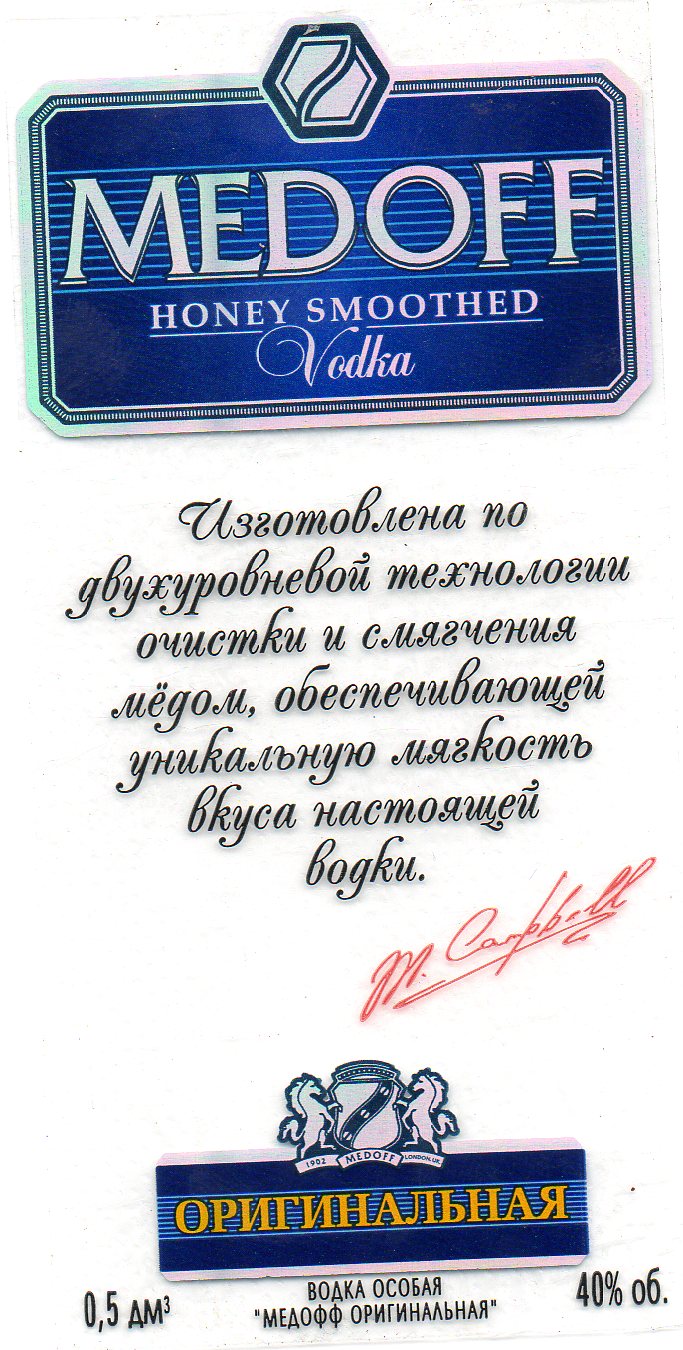 MEDOFF
HONEY SMOOTHED
Vodka
Изготовлена по
двухуровневой технологии
очистки и смягчения
мёдом, обеспечивающей
уникальную мягкость
вкуса настоящей
водки.
M. Campbell
1902 MEDOFF LONDON.UK.
ОРИГИНАЛЬНАЯ
0,5 дм³
ВОДКА ОСОБАЯ
"МЕДОФФ ОРИГИНАЛЬНАЯ"
40% об.